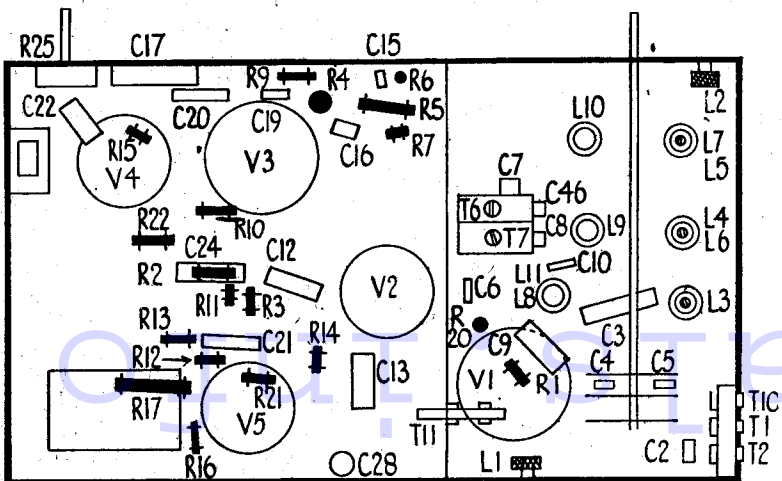 R25 C17 C15
R9 R4 R6
C22 C20 C19 R5 L2
C16 R7 L10 L7
R15 V3 C7 L5
V4 T6 C46
R22 R10 T7 C8 L9 L4
L6
R2 C24 C12 V2 L11 C10
R11 R3 C6 L8 L3
R13 C21 R14 R
20 C3
R12 C13 C9 C4 C5
R17 R21 V1 R1 T1C
V5 T11 T1
R16 C28 L1 C2 T2